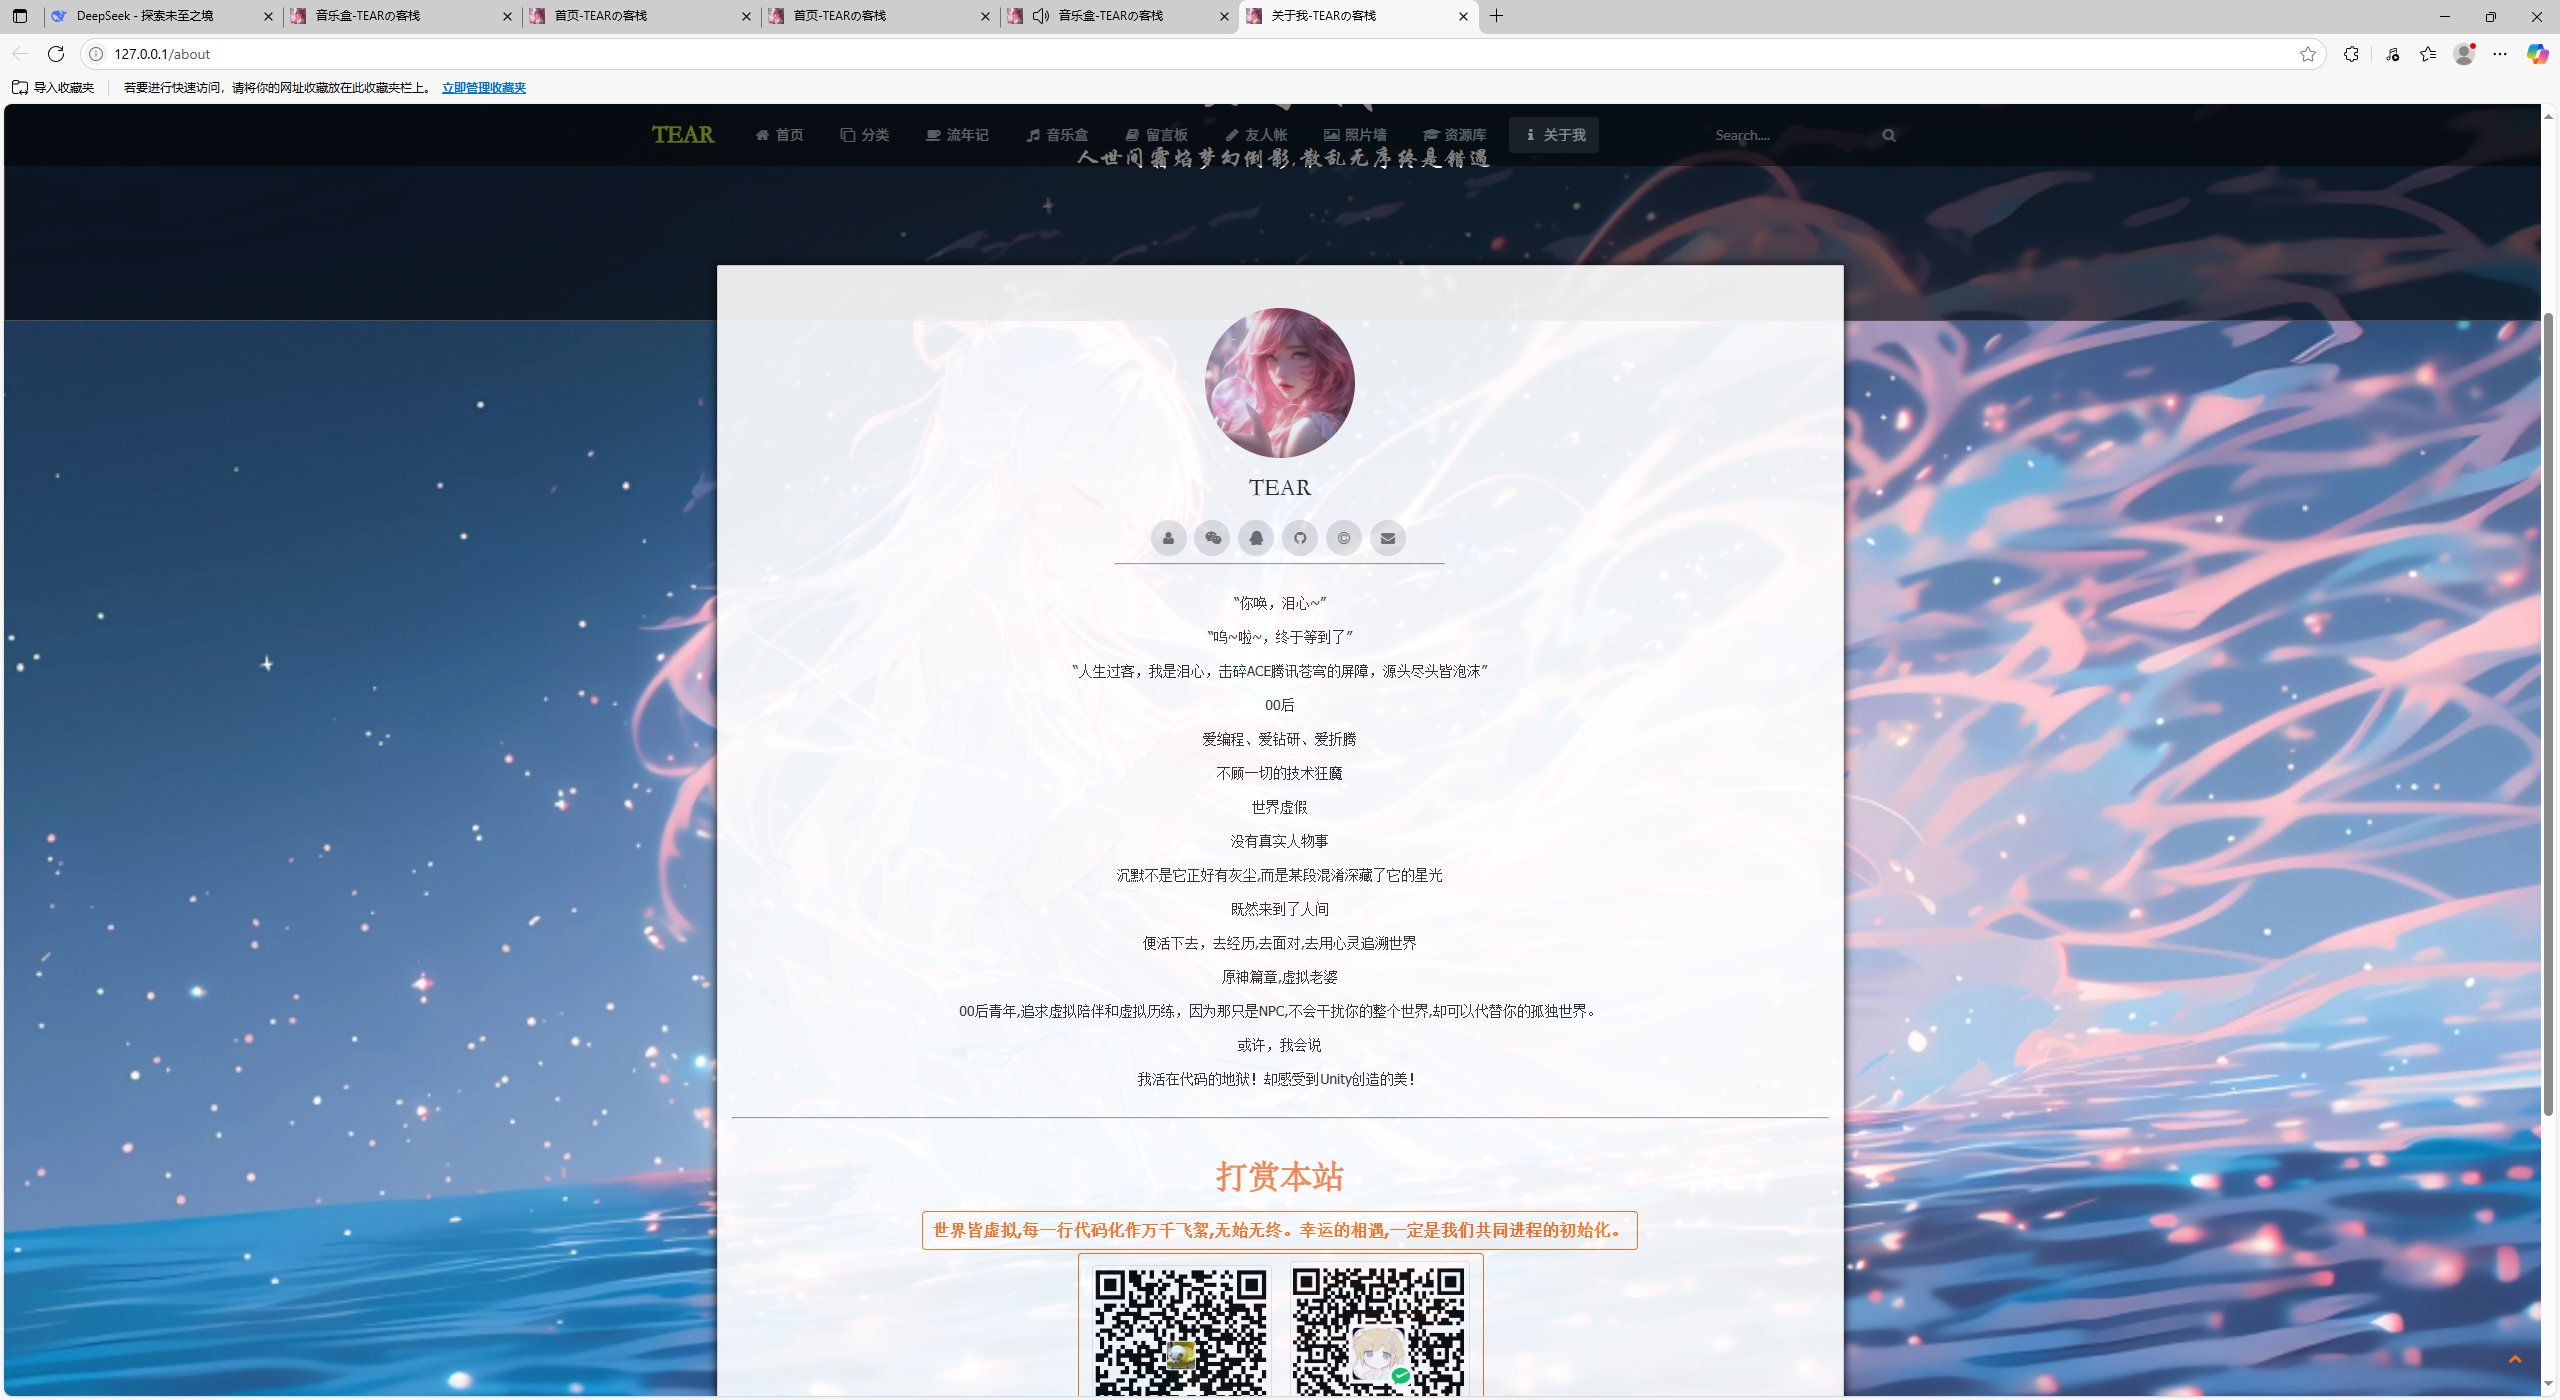 DeepSeek - 探索未至之境
音乐盒-TEARの客栈
首页-TEARの客栈
首页-TEARの客栈
音乐盒-TEARの客栈
关于我-TEARの客栈
127.0.0.1/about
导入收藏夹
若要进行快速访问，请将你的网址收藏放在此收藏夹栏上。 立即管理收藏夹
TEAR 首页 分类 流年记 音乐盒 留言板 友人帐 照片墙 资源库 关于我 Search....
人世间霜焰梦幻倒影,散乱无序终是错遇
TEAR
“你唤，泪心~”
“呜~啦~，终于等到了”
“人生过客，我是泪心，击碎ACE腾讯苍穹的屏障，源头尽头皆泡沫”
00后
爱编程、爱钻研、爱折腾
不顾一切的技术狂魔
世界虚假
没有真实人物事
沉默不是它正好有灰尘,而是某段混淆深藏了它的星光
既然来到了人间
便活下去，去经历,去面对,去用心灵追溯世界
原神篇章,虚拟老婆
00后青年,追求虚拟陪伴和虚拟历练，因为那只是NPC,不会干扰你的整个世界,却可以代替你的孤独世界。
或许，我会说
我活在代码的地狱！却感受到Unity创造的美！
打赏本站
世界皆虚拟,每一行代码化作万千飞絮,无始无终。幸运的相遇,一定是我们共同进程的初始化。